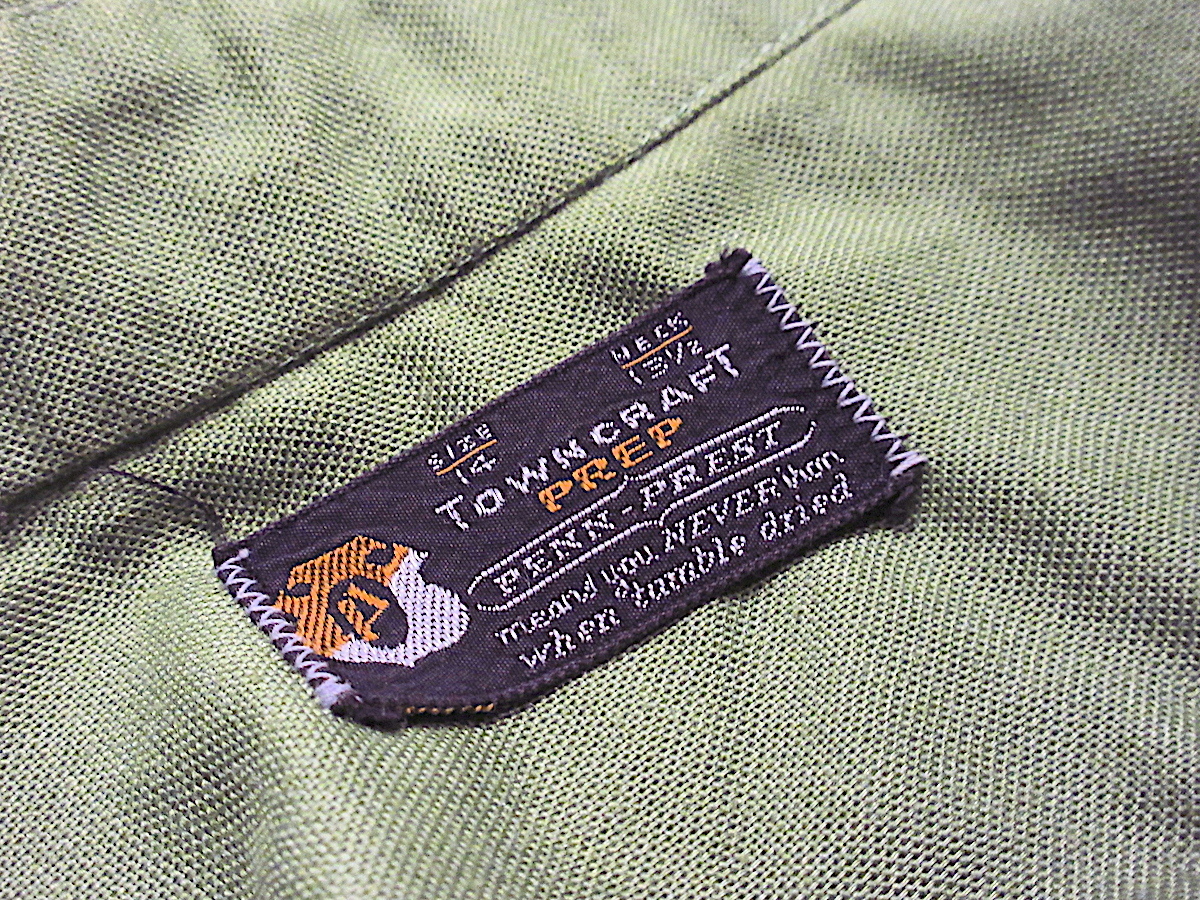 SIZE
14
NECK
13½
TOWNCRAFT
PREP
PENN-PREST
means you NEVER iron
when tumble dried